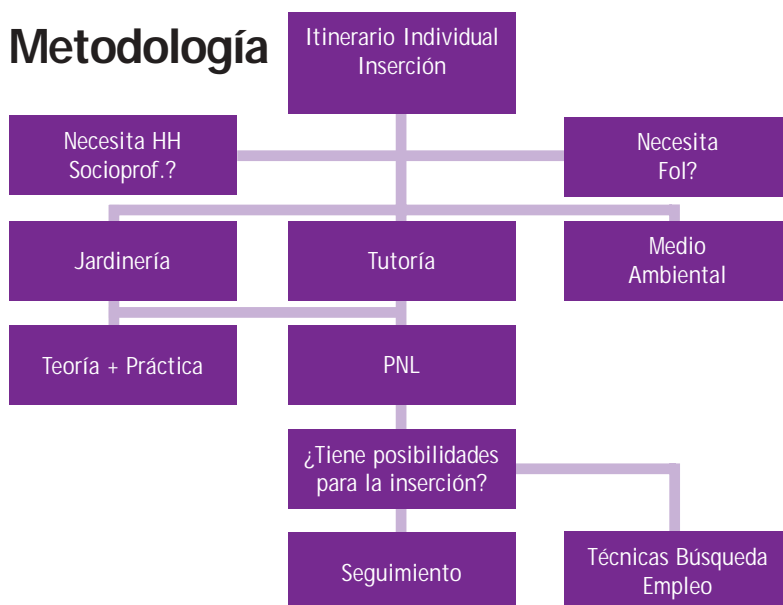 Metodología
Itinerario Individual
Inserción
Necesita HH
Socioprof.?
Necesita
Fol?
Jardinería
Tutoría
Medio
Ambiental
Teoría + Práctica
PNL
¿Tiene posibilidades
para la inserción?
Seguimiento
Técnicas Búsqueda
Empleo